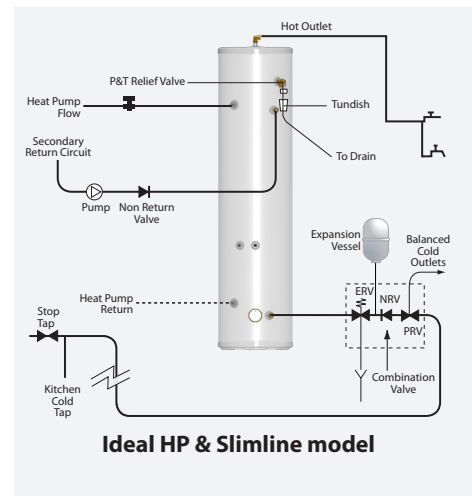 Hot Outlet
P&T Relief Valve
Heat Pump
Flow
Tundish
Secondary
Return Circuit
To Drain
Pump
Non Return
Valve
Expansion
Vessel
Balanced
Cold
Outlets
ERV
NRV
PRV
Heat Pump
Return
Stop
Tap
Combination
Valve
Kitchen
Cold
Tap
Ideal HP & Slimline model